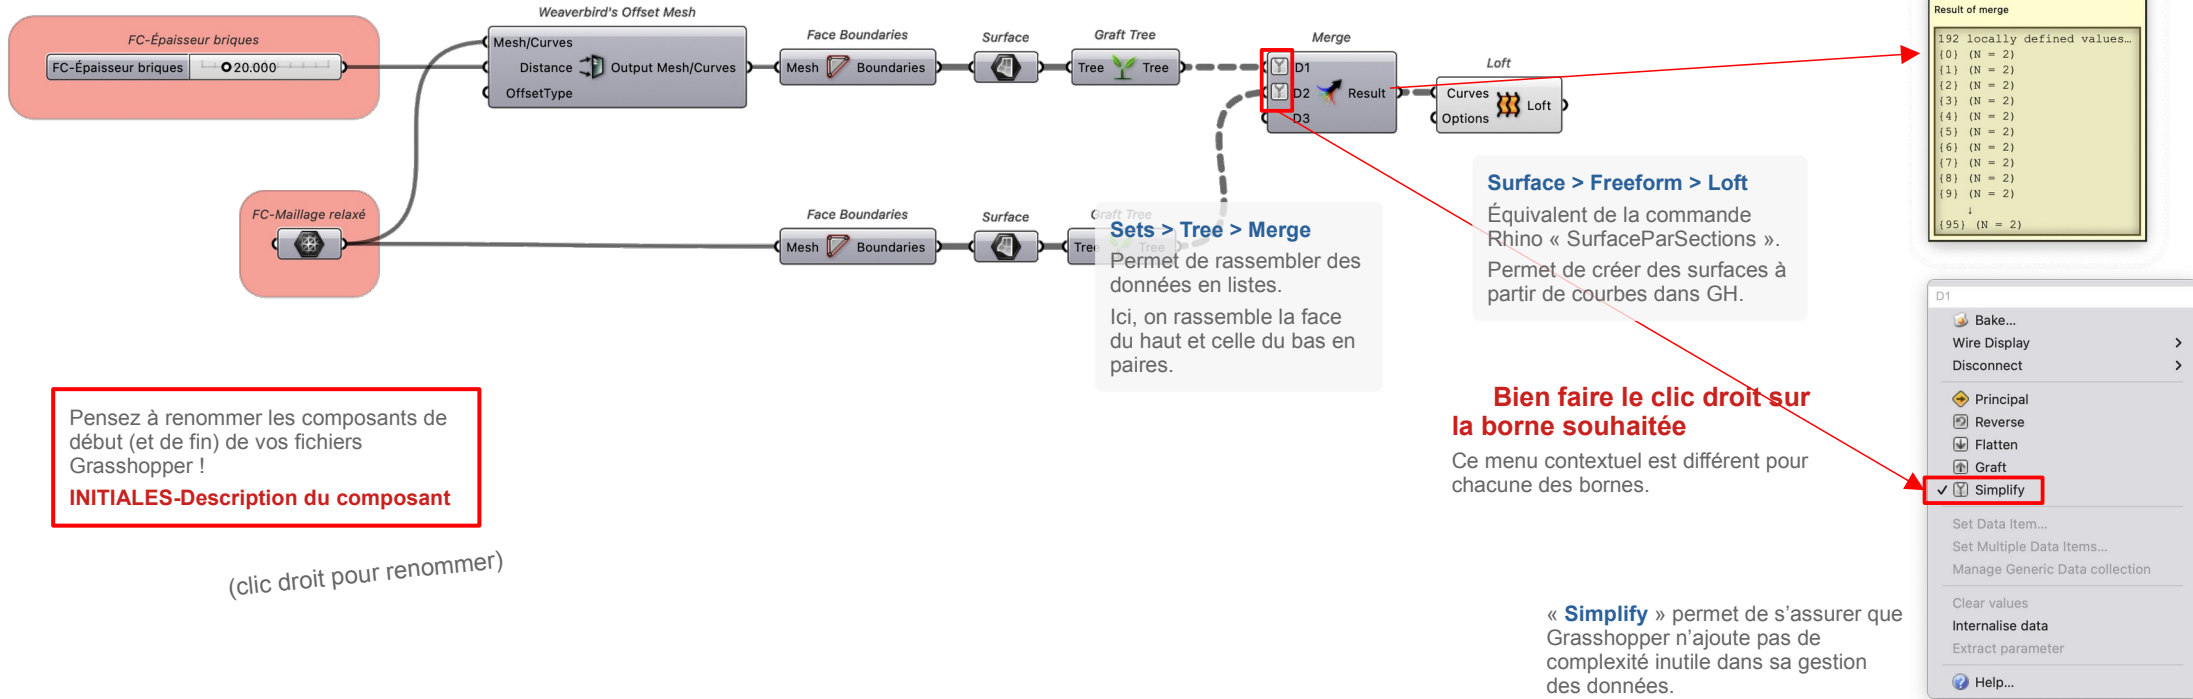 Weaverbird's Offset Mesh
FC-Épaisseur briques
FC-Épaisseur briques 20.000
Mesh/Curves
Distance Output Mesh/Curves
OffsetType
Face Boundaries
Mesh Boundaries
Surface
Graft Tree
Tree Tree
Merge
D1
D2 Result
D3
Loft
Curves Loft
Options
Result of merge
192 locally defined values…
{0} (N = 2)
{1} (N = 2)
{2} (N = 2)
{3} (N = 2)
{4} (N = 2)
{5} (N = 2)
{6} (N = 2)
{7} (N = 2)
{8} (N = 2)
{9} (N = 2)
↓
{95} (N = 2)
FC-Maillage relaxé
Face Boundaries
Mesh Boundaries
Surface
Graft Tree
Tree Tree
Sets > Tree > Merge
Permet de rassembler des
données en listes.
Ici, on rassemble la face
du haut et celle du bas en
paires.
Surface > Freeform > Loft
Équivalent de la commande
Rhino « SurfaceParSections ».
Permet de créer des surfaces à
partir de courbes dans GH.
Pensez à renommer les composants de
début (et de fin) de vos fichiers
Grasshopper !
INITIALES-Description du composant
(clic droit pour renommer)
Bien faire le clic droit sur
la borne souhaitée
Ce menu contextuel est différent pour
chacune des bornes.
« Simplify » permet de s’assurer que
Grasshopper n’ajoute pas de
complexité inutile dans sa gestion
des données.
D1
Bake...
Wire Display
Disconnect
Principal
Reverse
Flatten
Graft
✓ Simplify
Set Data Item...
Set Multiple Data Items...
Manage Generic Data collection
Clear values
Internalise data
Extract parameter
Help...